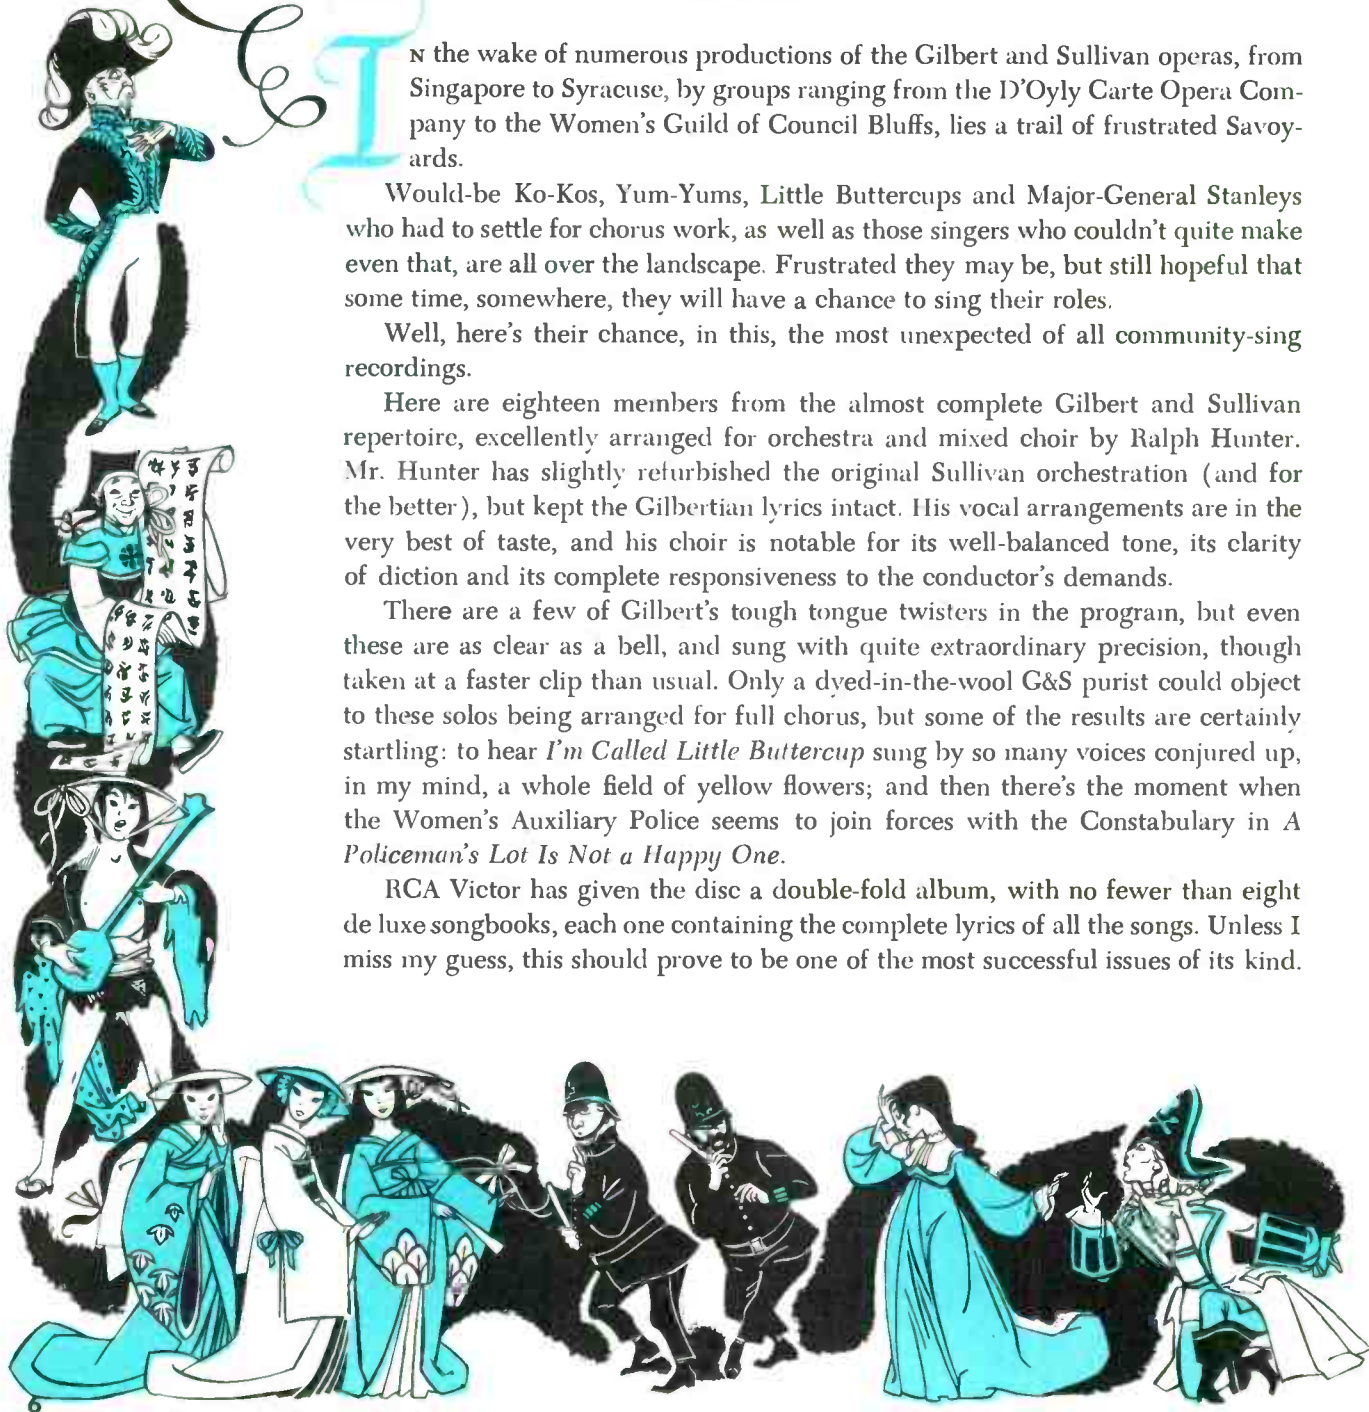 IN the wake of numerous productions of the Gilbert and Sullivan operas, from
Singapore to Syracuse, by groups ranging from the D'Oyly Carte Opera Com-
pany to the Women's Guild of Council Bluffs, lies a trail of frustrated Savoy-
ards.
Would-be Ko-Kos, Yum-Yums, Little Buttercups and Major-General Stanleys
who had to settle for chorus work, as well as those singers who couldn't quite make
even that, are all over the landscape. Frustrated they may be, but still hopeful that
some time, somewhere, they will have a chance to sing their roles.
Well, here's their chance, in this, the most unexpected of all community-sing
recordings.
Here are eighteen members from the almost complete Gilbert and Sullivan
repertoire, excellently arranged for orchestra and mixed choir by Ralph Hunter.
Mr. Hunter has slightly refurbished the original Sullivan orchestration (and for
the better), but kept the Gilbertian lyrics intact. His vocal arrangements are in the
very best of taste, and his choir is notable for its well-balanced tone, its clarity
of diction and its complete responsiveness to the conductor's demands.
There are a few of Gilbert's tough tongue twisters in the program, but even
these are as clear as a bell, and sung with quite extraordinary precision, though
taken at a faster clip than usual. Only a dyed-in-the-wool G&S purist could object
to these solos being arranged for full chorus, but some of the results are certainly
startling: to hear I'm Called Little Buttercup sung by so many voices conjured up,
in my mind, a whole field of yellow flowers; and then there's the moment when
the Women's Auxiliary Police seems to join forces with the Constabulary in A
Policeman's Lot Is Not a Happy One.
RCA Victor has given the disc a double-fold album, with no fewer than eight
de luxe songbooks, each one containing the complete lyrics of all the songs. Unless I
miss my guess, this should prove to be one of the most successful issues of its kind.
6